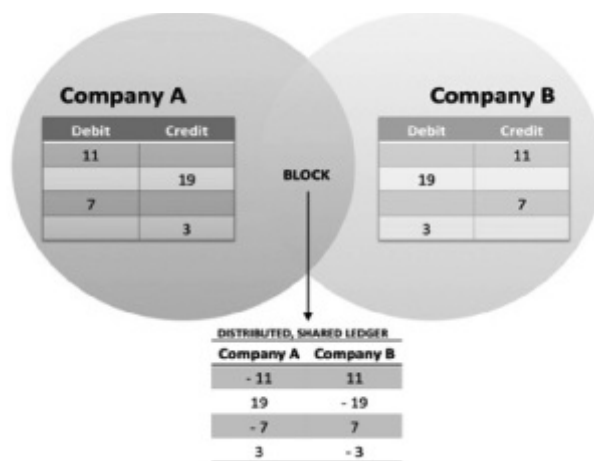 Company A
Debit Credit
11
19
7
3
BLOCK
Company B
Debit Credit
11
19
7
3
DISTRIBUTED, SHARED LEDGER
Company A Company B
- 11 11
19 - 19
- 7 7
3 - 3